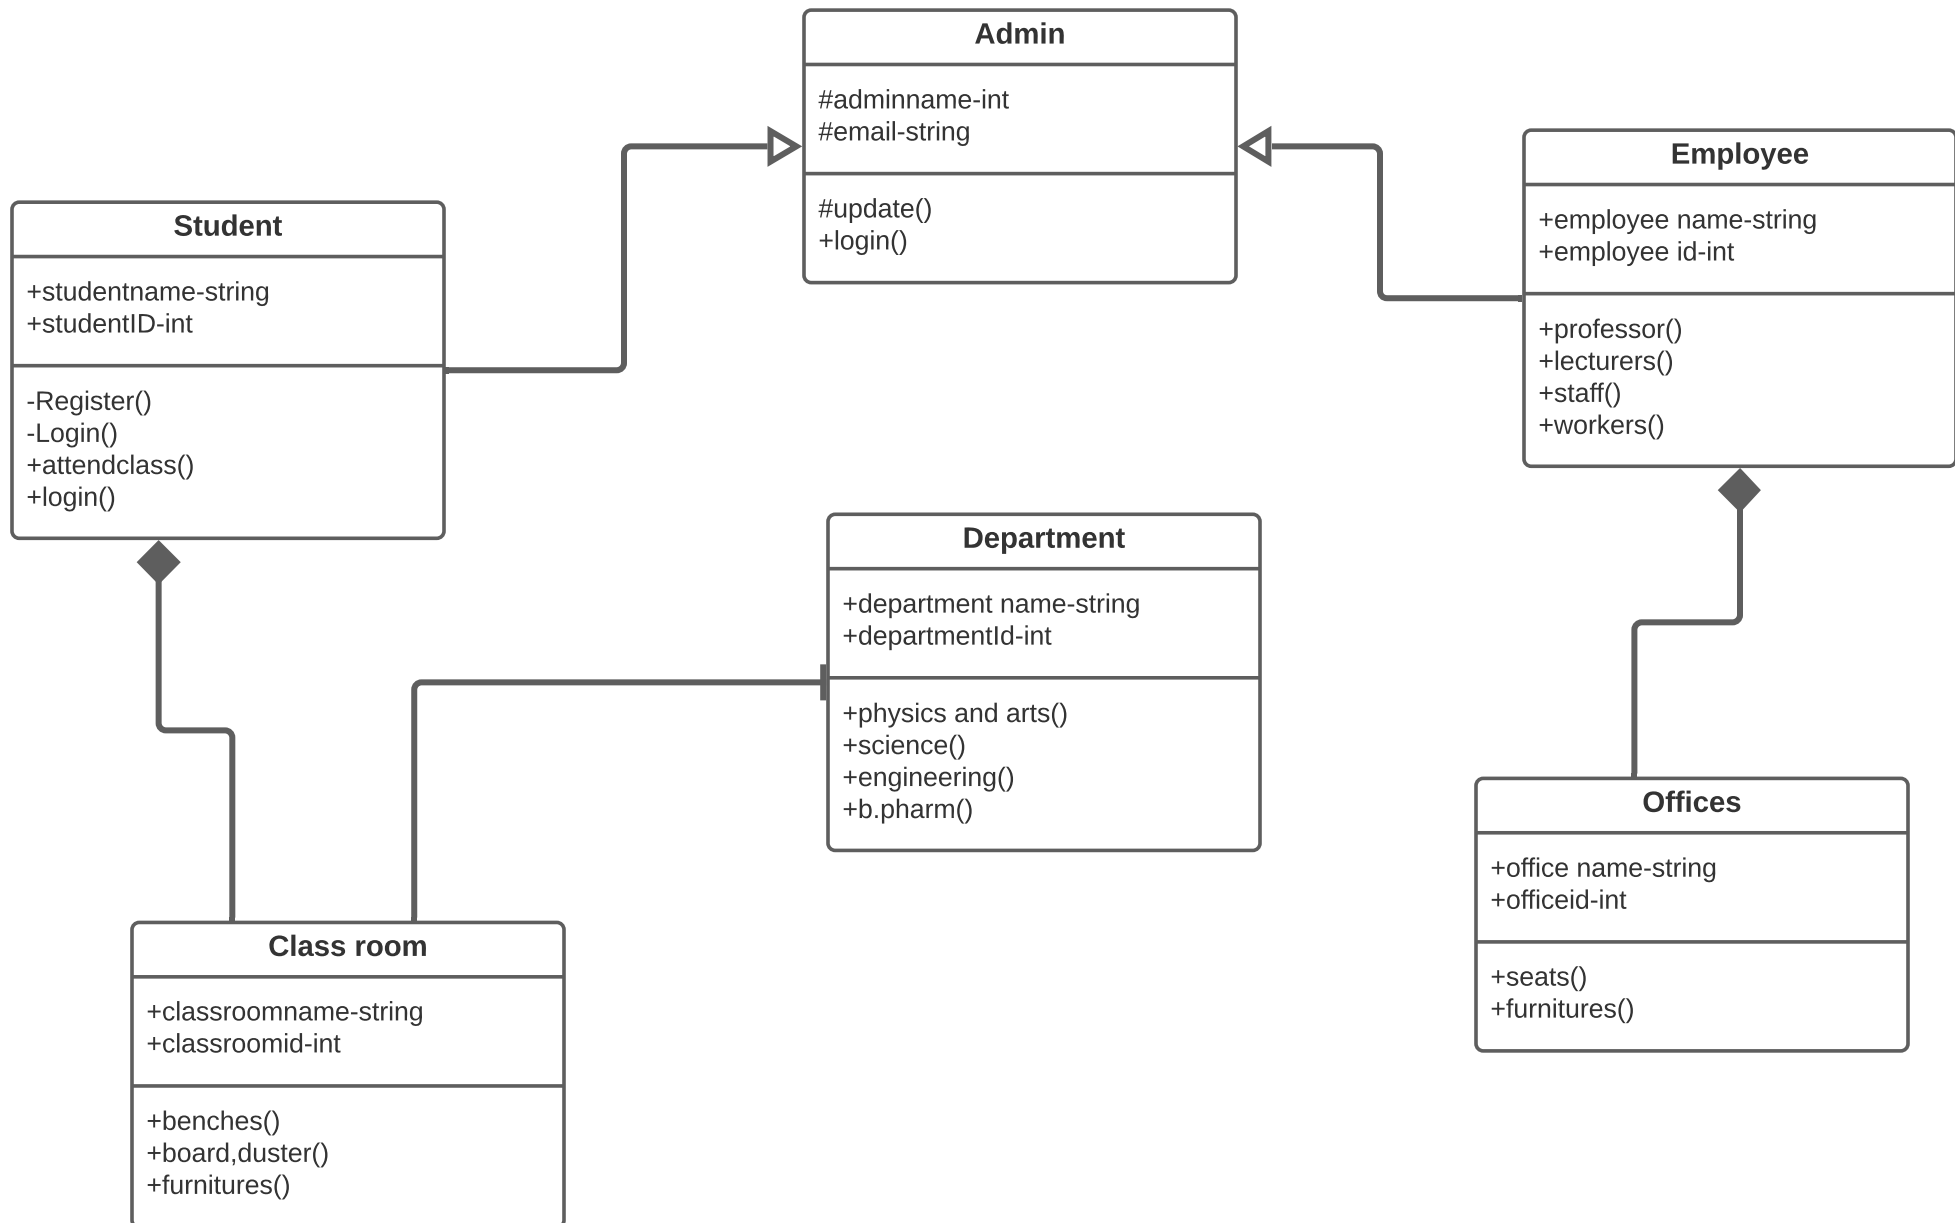 Admin
#adminname-int
#email-string
#update()
+login()
Student
+studentname-string
+studentID-int
-Register()
-Login()
+attendclass()
+login()
Employee
+employee name-string
+employee id-int
+professor()
+lecturers()
+staff()
+workers()
Department
+department name-string
+departmentId-int
+physics and arts()
+science()
+engineering()
+b.pharm()
Offices
+office name-string
+officeid-int
+seats()
+furnitures()
Class room
+classroomname-string
+classroomid-int
+benches()
+board,duster()
+furnitures()